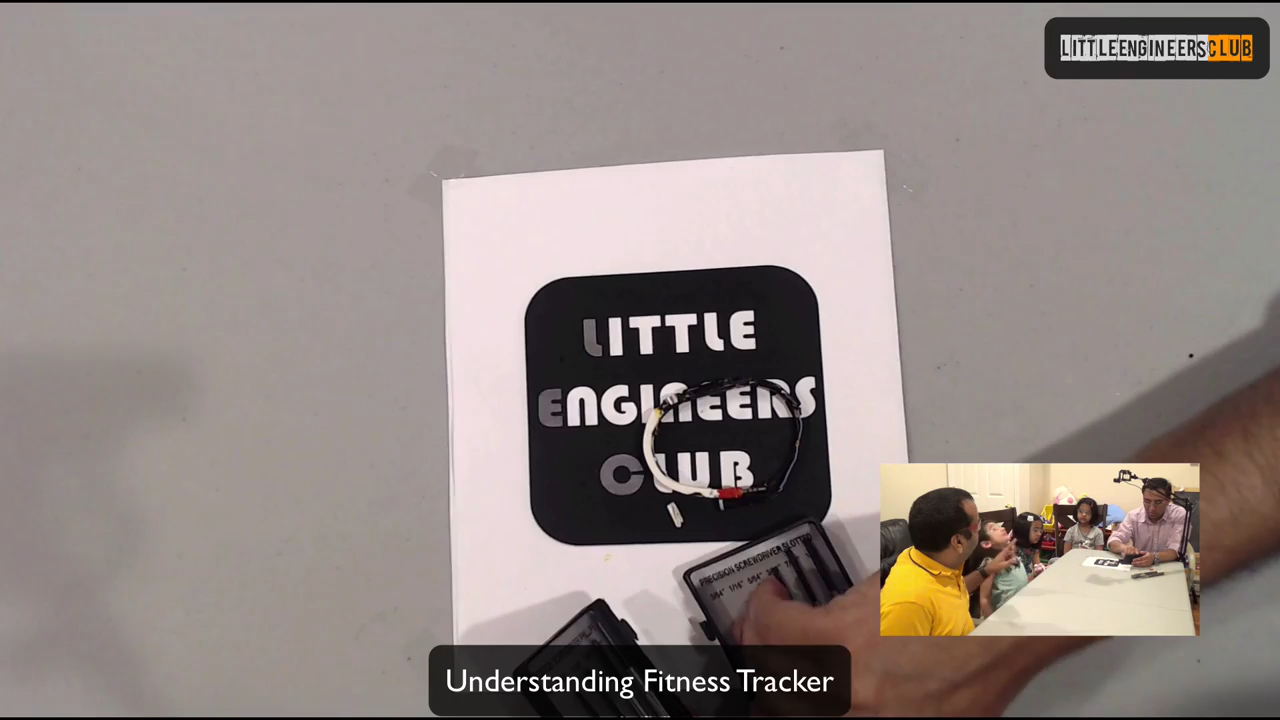 LITTLEENGINEERSCLUB
LITTLE
ENGINEERS
CLUB
PRECISION SCREWDRIVER SLOTTED
Understanding Fitness Tracker